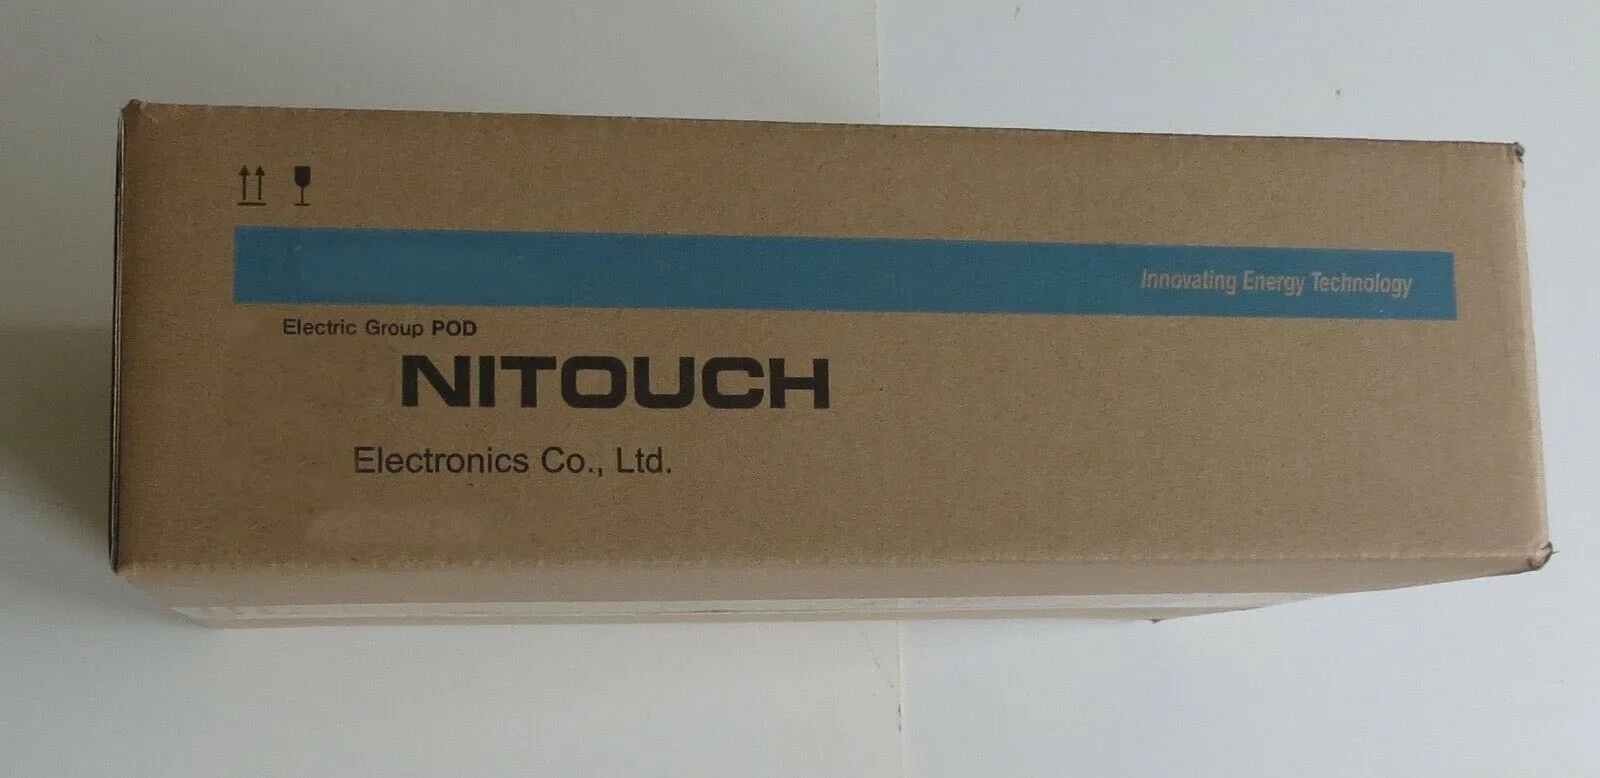 Innovating Energy Technology
Electric Group POD
NITOUCH
Electronics Co., Ltd.